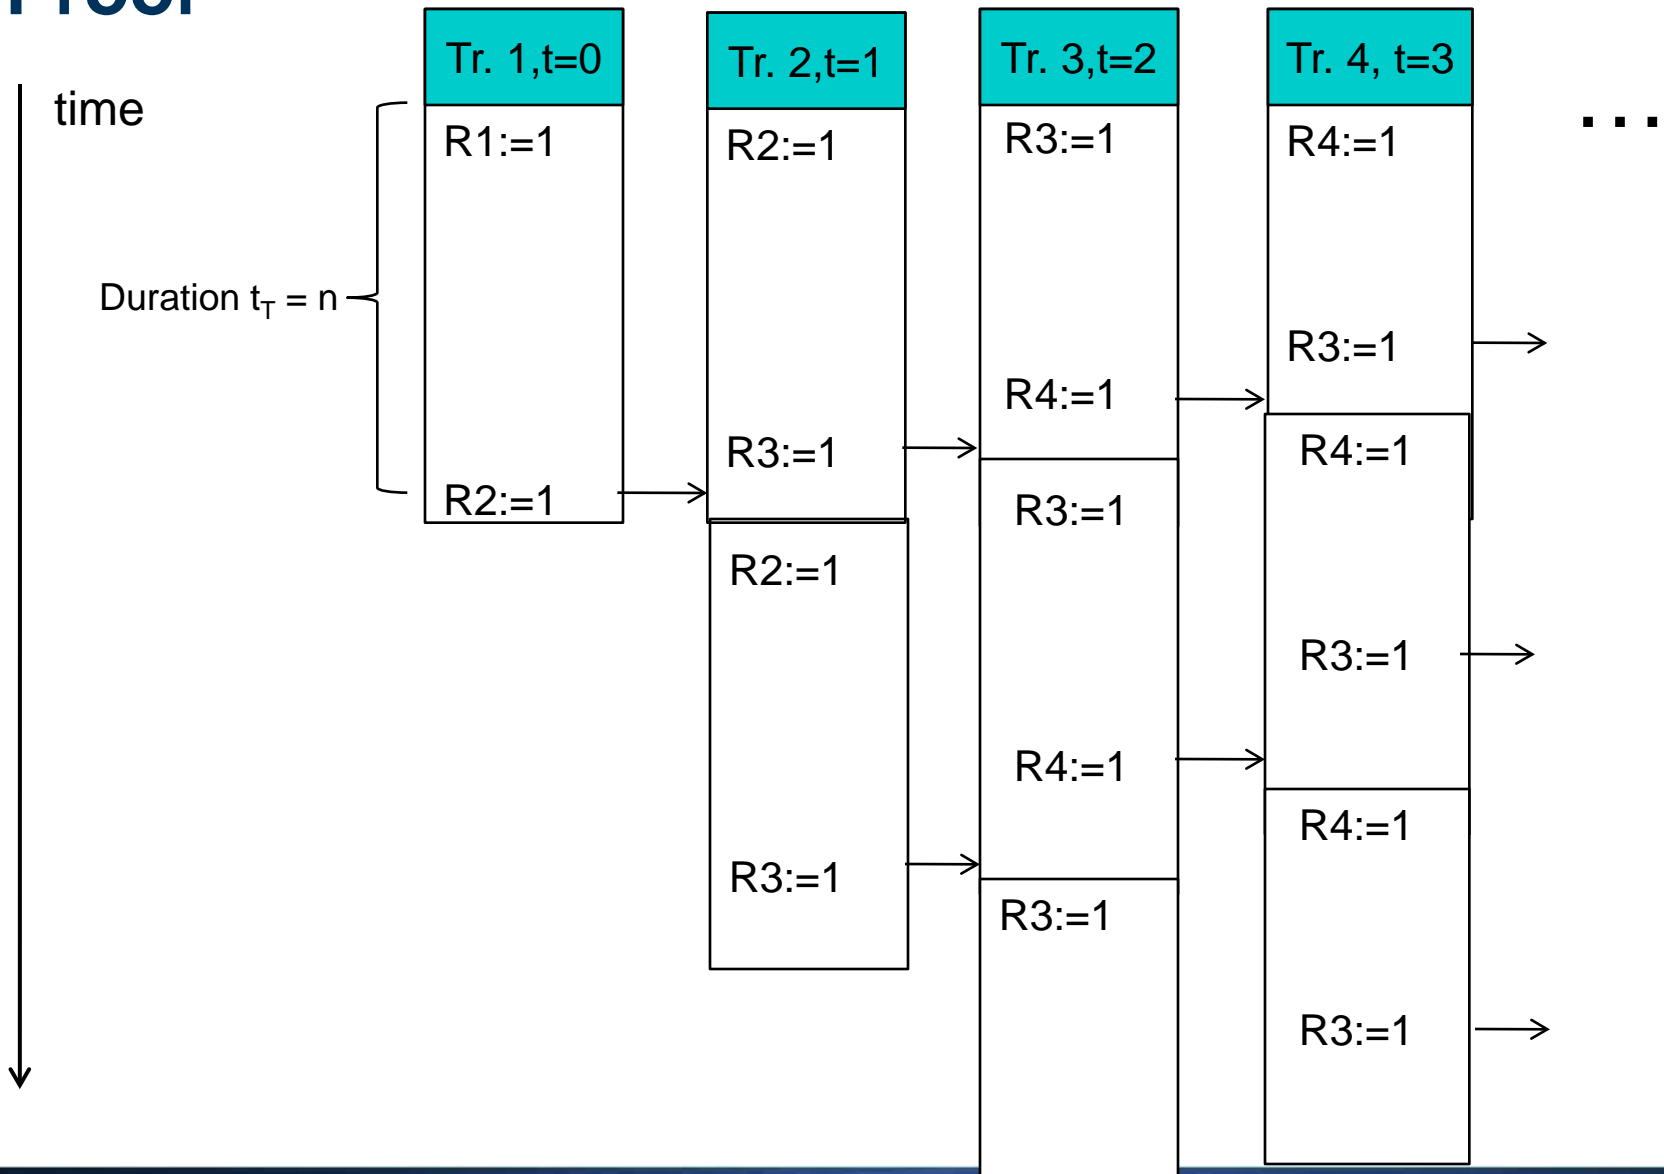 Proof
time
Duration tT = n
Tr. 1,t=0
R1:=1
R2:=1
Tr. 2,t=1
R2:=1
R3:=1
R2:=1
R3:=1
Tr. 3,t=2
R3:=1
R4:=1
R3:=1
R4:=1
R3:=1
Tr. 4, t=3
R4:=1
R3:=1
R4:=1
R3:=1
R4:=1
R3:=1
...